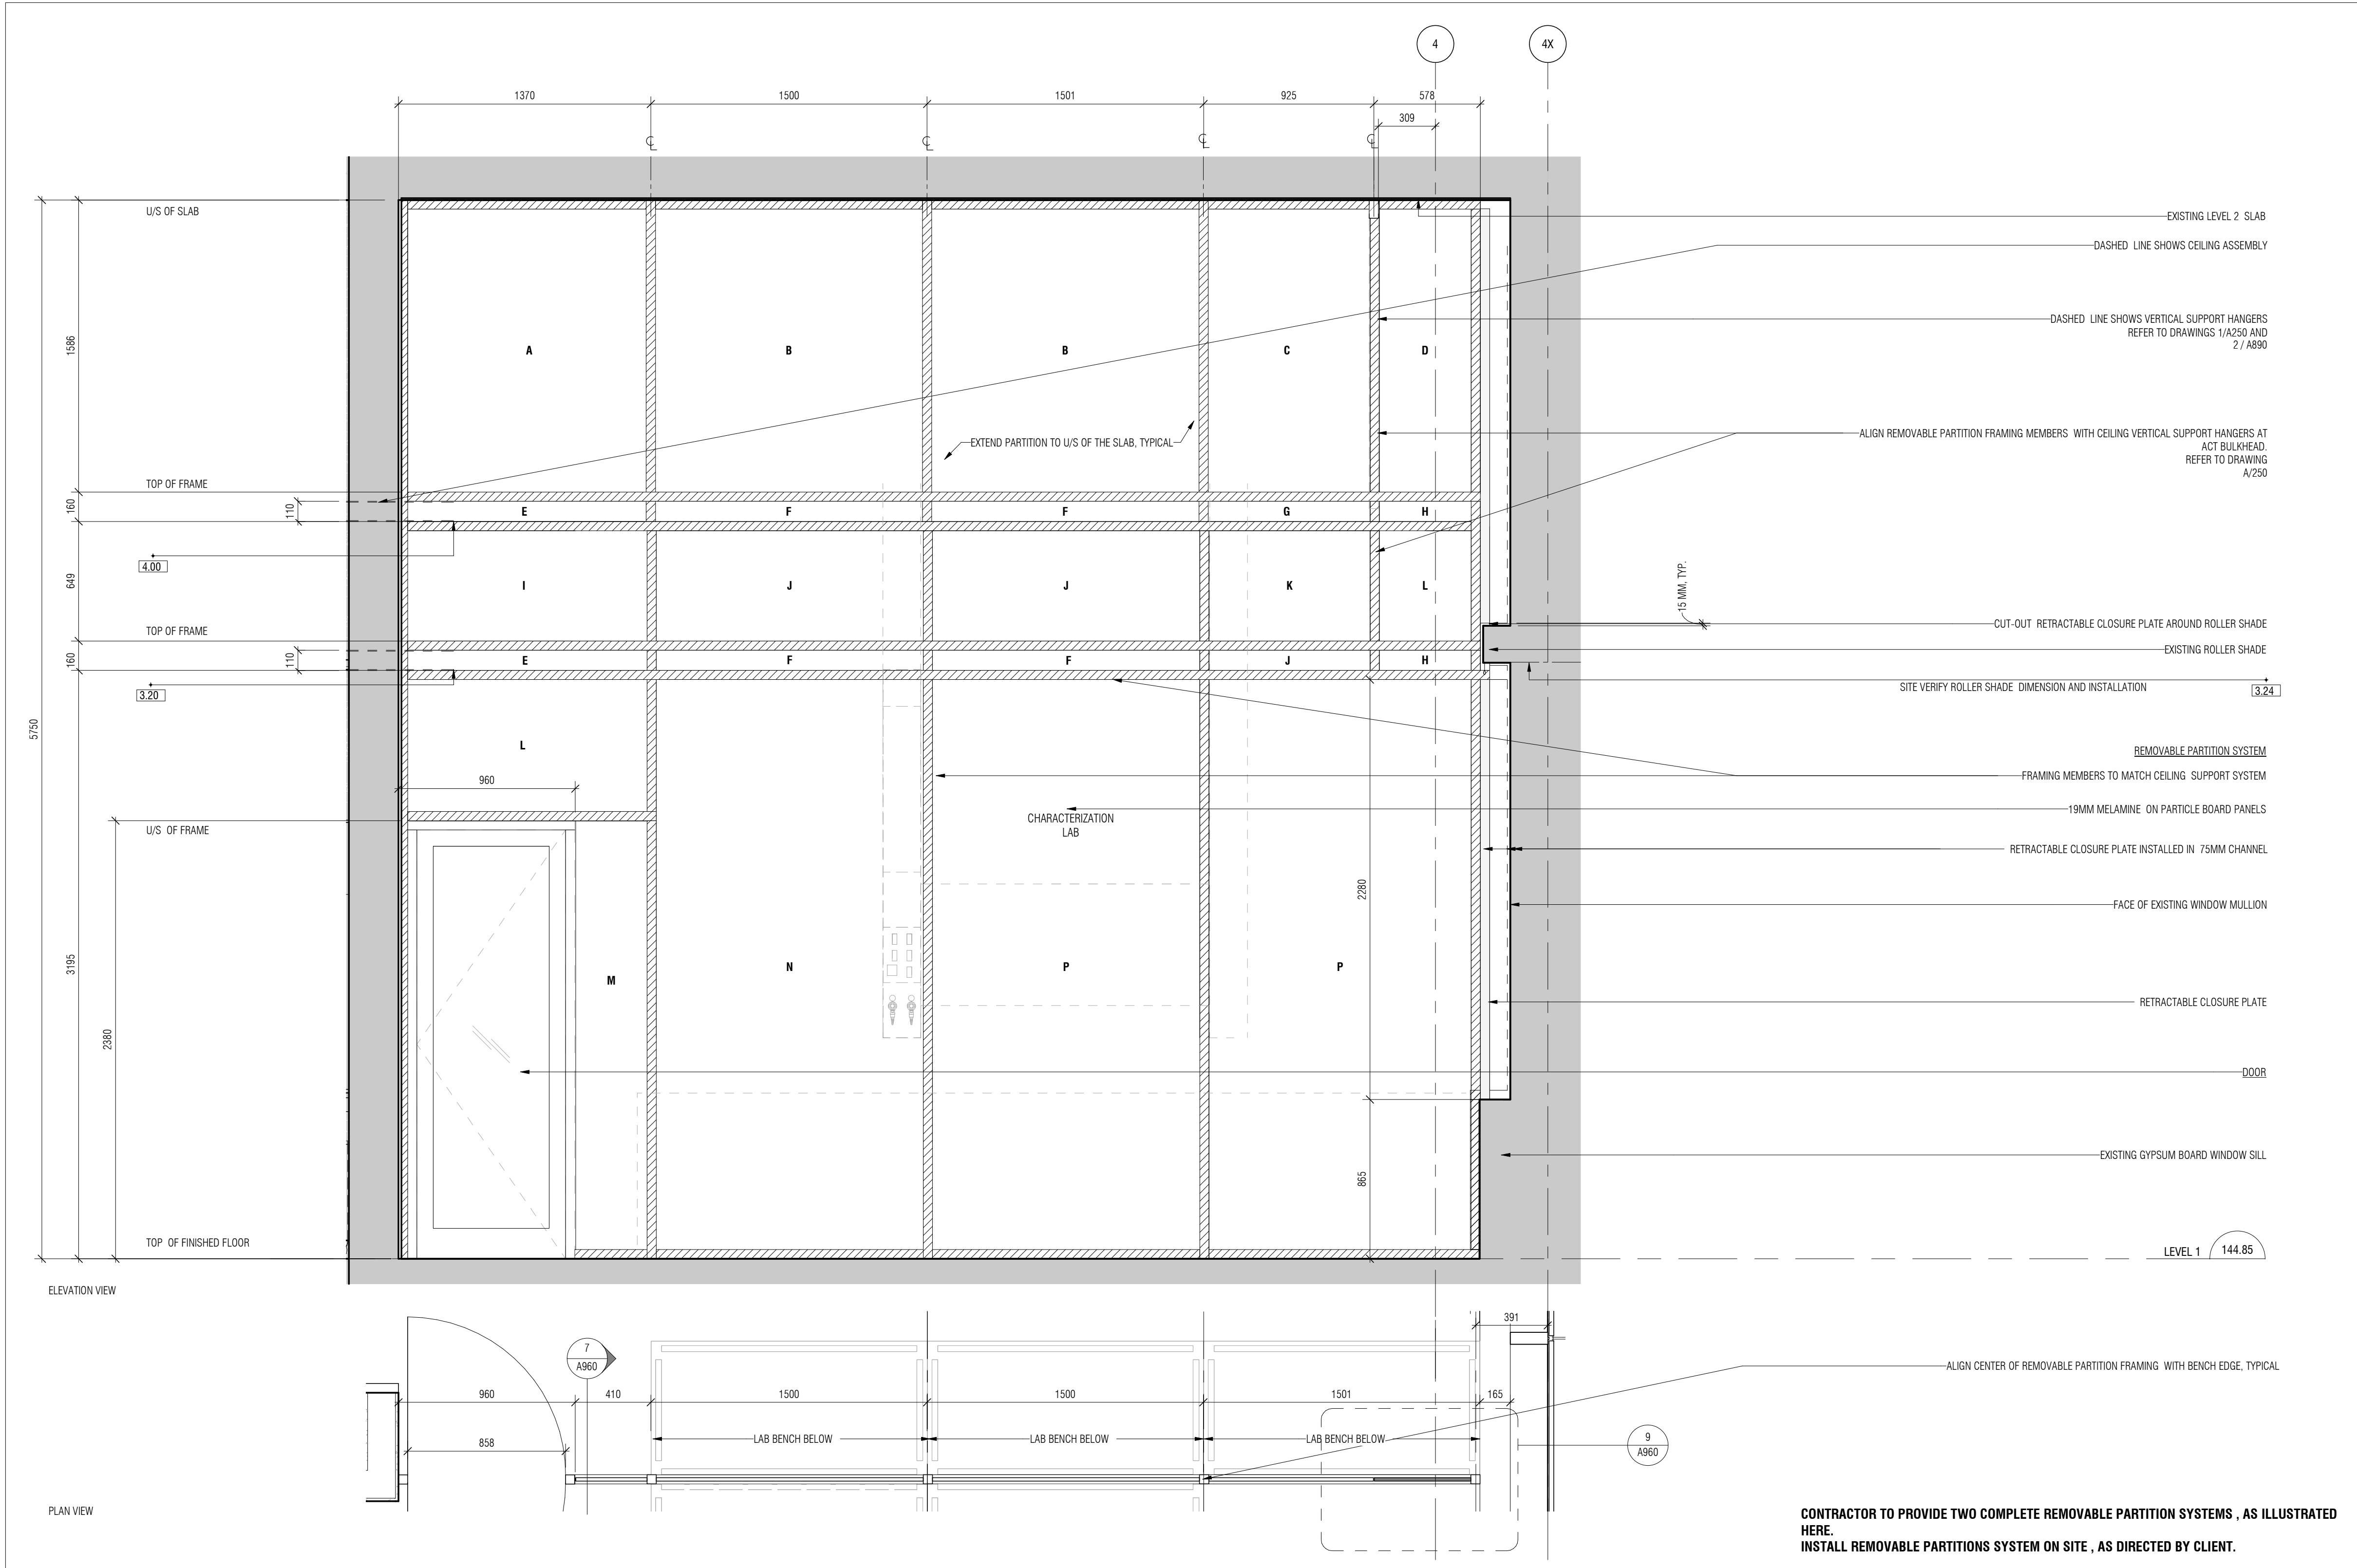 4
4X
1370
1500
1501
925
578
309
U/S OF SLAB
EXISTING LEVEL 2 SLAB
DASHED LINE SHOWS CEILING ASSEMBLY
DASHED LINE SHOWS VERTICAL SUPPORT HANGERS
REFER TO DRAWINGS 1/A250 AND
2 / A890
1586
A
B
B
C
D
EXTEND PARTITION TO U/S OF THE SLAB, TYPICAL
ALIGN REMOVABLE PARTITION FRAMING MEMBERS WITH CEILING VERTICAL SUPPORT HANGERS AT
ACT BULKHEAD.
REFER TO DRAWING
A/250
TOP OF FRAME
160
110
E
F
F
G
H
4.00
649
I
J
J
K
L
15 MM, TYP.
TOP OF FRAME
CUT-OUT RETRACTABLE CLOSURE PLATE AROUND ROLLER SHADE
EXISTING ROLLER SHADE
160
110
E
F
F
J
H
3.20
SITE VERIFY ROLLER SHADE DIMENSION AND INSTALLATION
3.24
5750
L
REMOVABLE PARTITION SYSTEM
960
FRAMING MEMBERS TO MATCH CEILING SUPPORT SYSTEM
19MM MELAMINE ON PARTICLE BOARD PANELS
CHARACTERIZATION
LAB
U/S OF FRAME
RETRACTABLE CLOSURE PLATE INSTALLED IN 75MM CHANNEL
2280
FACE OF EXISTING WINDOW MULLION
3195
M
N
P
P
RETRACTABLE CLOSURE PLATE
2380
DOOR
EXISTING GYPSUM BOARD WINDOW SILL
865
TOP OF FINISHED FLOOR
LEVEL 1
144.85
ELEVATION VIEW
391
7
A960
ALIGN CENTER OF REMOVABLE PARTITION FRAMING WITH BENCH EDGE, TYPICAL
960
410
1500
1500
1501
165
858
LAB BENCH BELOW
LAB BENCH BELOW
LAB BENCH BELOW
9
A960
PLAN VIEW
CONTRACTOR TO PROVIDE TWO COMPLETE REMOVABLE PARTITION SYSTEMS , AS ILLUSTRATED
HERE.
INSTALL REMOVABLE PARTITIONS SYSTEM ON SITE , AS DIRECTED BY CLIENT.